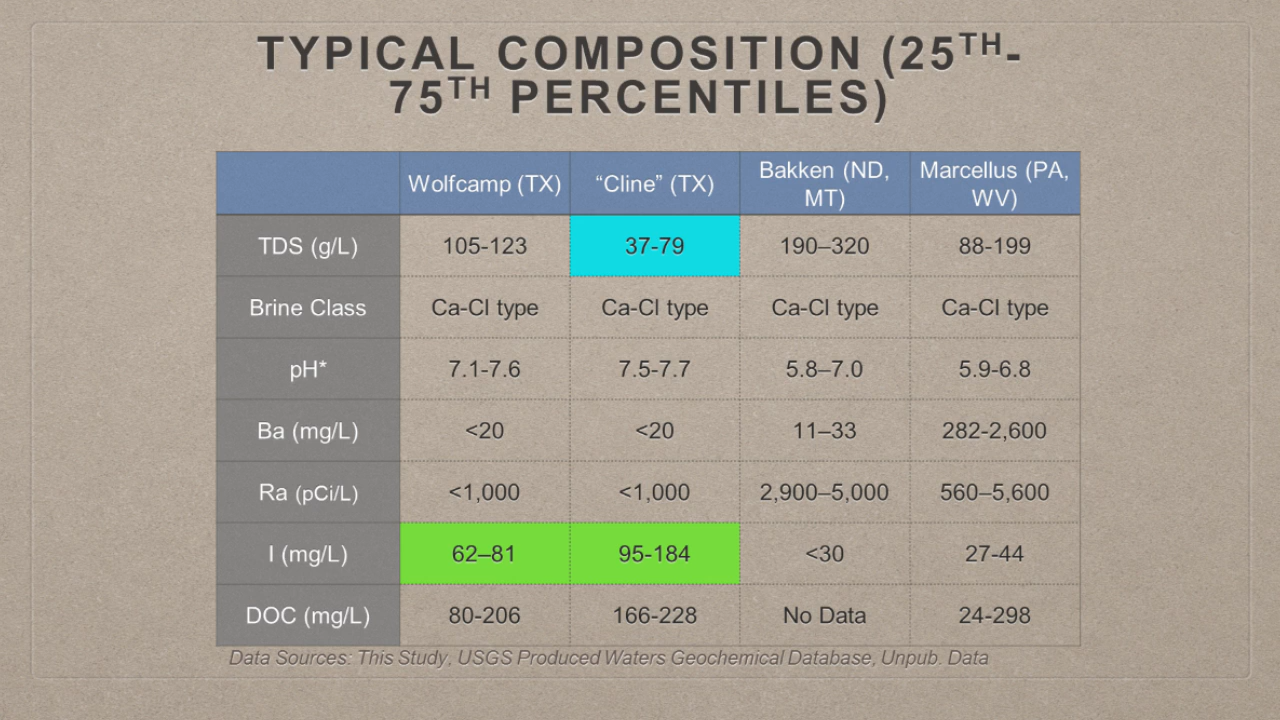 TYPICAL COMPOSITION (25TH-
75TH PERCENTILES)
Wolfcamp (TX) “Cline” (TX) Bakken (ND, MT) Marcellus (PA, WV)
TDS (g/L) 105-123 37-79 190–320 88-199
Brine Class Ca-Cl type Ca-Cl type Ca-Cl type Ca-Cl type
pH* 7.1-7.6 7.5-7.7 5.8–7.0 5.9-6.8
Ba (mg/L) <20 <20 11–33 282-2,600
Ra (pCi/L) <1,000 <1,000 2,900–5,000 560–5,600
I (mg/L) 62–81 95-184 <30 27-44
DOC (mg/L) 80-206 166-228 No Data 24-298
Data Sources: This Study, USGS Produced Waters Geochemical Database, Unpub. Data